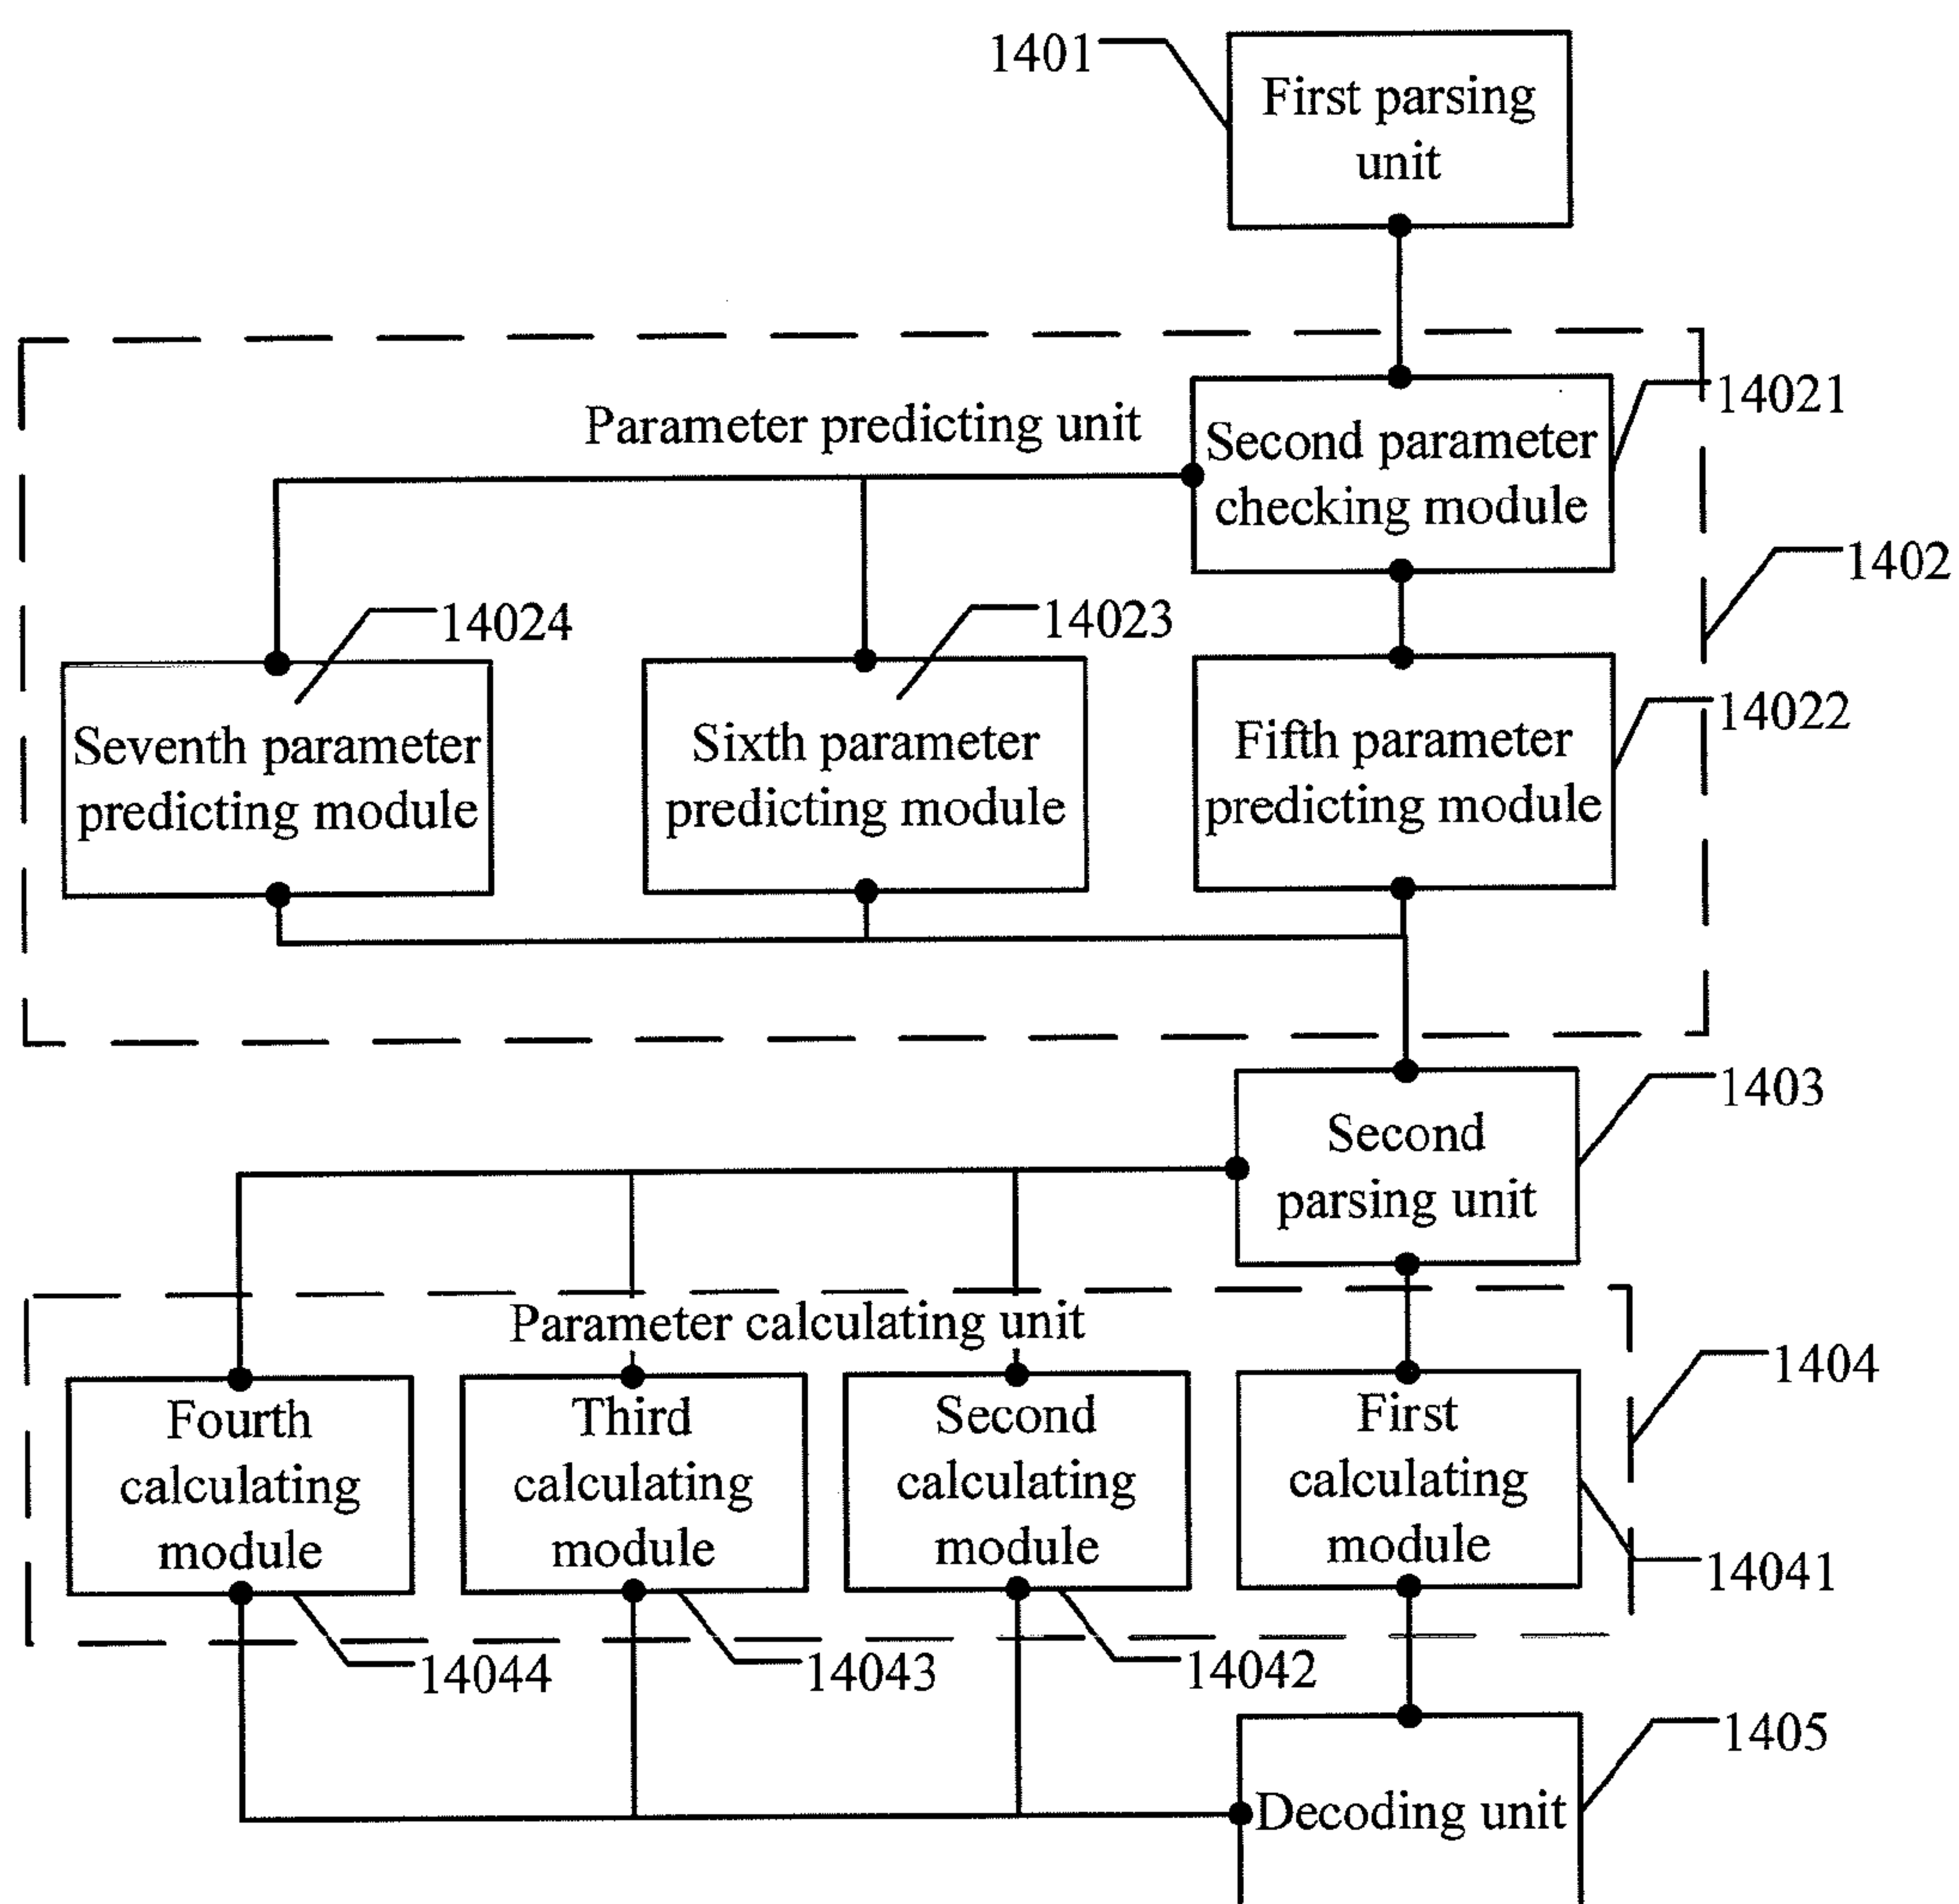 1401
First parsing
unit
Parameter predicting unit
Second parameter
checking module
14021
1402
14024
14023
Seventh parameter
predicting module
Sixth parameter
predicting module
Fifth parameter
predicting module
14022
Second
parsing unit
1403
Parameter calculating unit
1404
Fourth
calculating
module
Third
calculating
module
Second
calculating
module
First
calculating
module
14041
14044
14043
14042
Decoding unit
1405